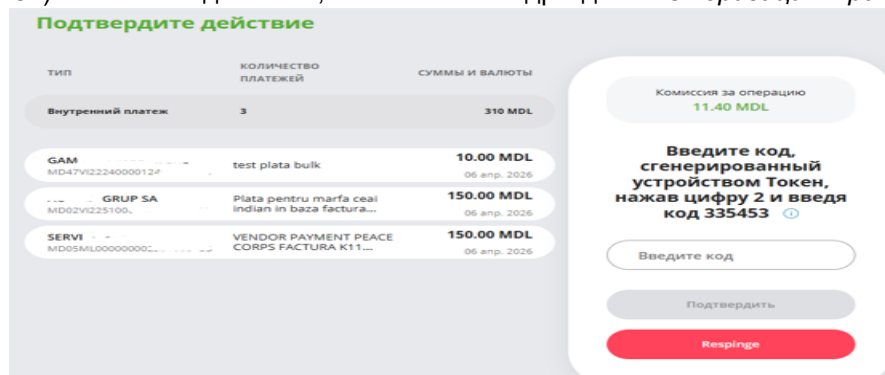 Подтвердите действие
ТИП
КОЛИЧЕСТВО
ПЛАТЕЖЕЙ
СУММЫ И ВАЛЮТЫ
Внутренний платеж 3 310 MDL
GAM
MD47VI222400001
test plata bulk
10.00 MDL
06 апр. 2026
GRUP SA
MD02VI225100
Plata pentru marfa ceai
indian in baza factura...
150.00 MDL
06 апр. 2026
SERVI
MD05ML00000000
VENDOR PAYMENT PEACE
CORPS FACTURA K11...
150.00 MDL
06 апр. 2026
Комиссия за операцию
11.40 MDL
Введите код,
сгенерированный
устройством Токен,
нажав цифру 2 и введя
код 335453
Введите код
Подтвердить
Respinge